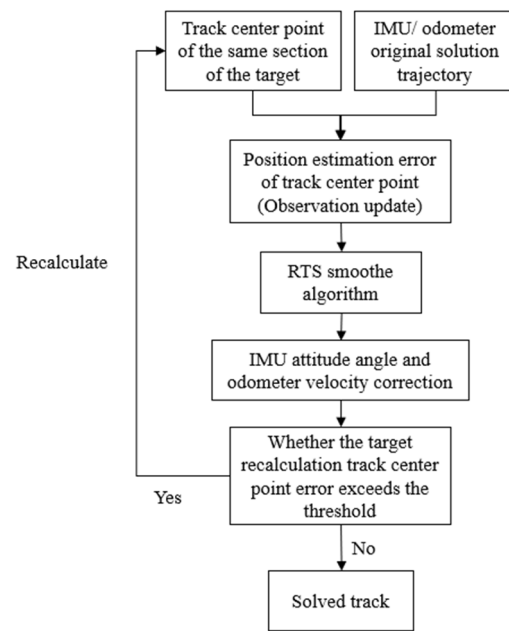 Track center point
of the same section
of the target
IMU/ odometer
original solution
trajectory
Position estimation error
of track center point
(Observation update)
Recalculate
RTS smoothe
algorithm
IMU attitude angle and
odometer velocity correction
Whether the target
recalculation track center
point error exceeds the
threshold
Yes
No
Solved track